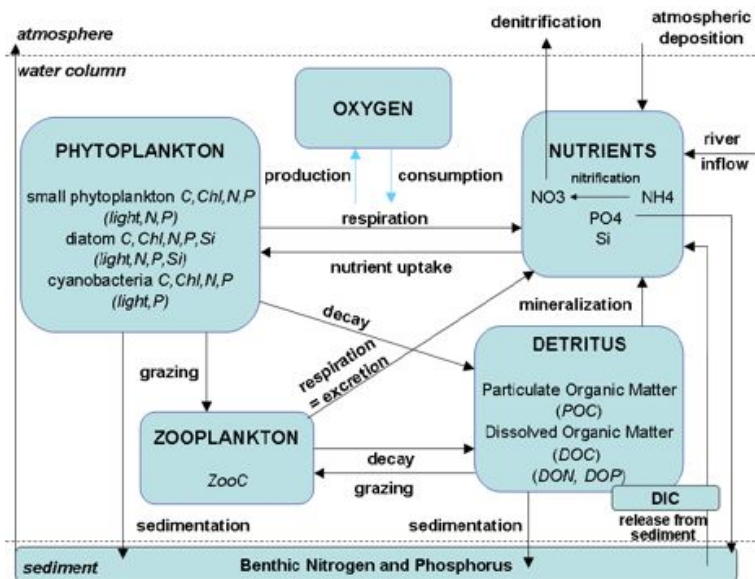 atmosphere
water column
denitrification
atmospheric
deposition
OXYGEN
PHYTOPLANKTON
small phytoplankton C,Chl,N,P
(light,N,P)
diatom C,Chl,N,P,Si
(light,N,P,Si)
cyanobacteria C,Chl,N,P
(light,P)
production
consumption
NUTRIENTS
nitrification
NO3
NH4
PO4
Si
river
inflow
respiration
nutrient uptake
mineralization
decay
respiration
= excretion
grazing
DETRITUS
Particulate Organic Matter
(POC)
Dissolved Organic Matter
(DOC)
(DON, DOP)
ZOOPLANKTON
ZooC
decay
grazing
DIC
release from
sediment
sedimentation
sedimentation
sediment
Benthic Nitrogen and Phosphorus